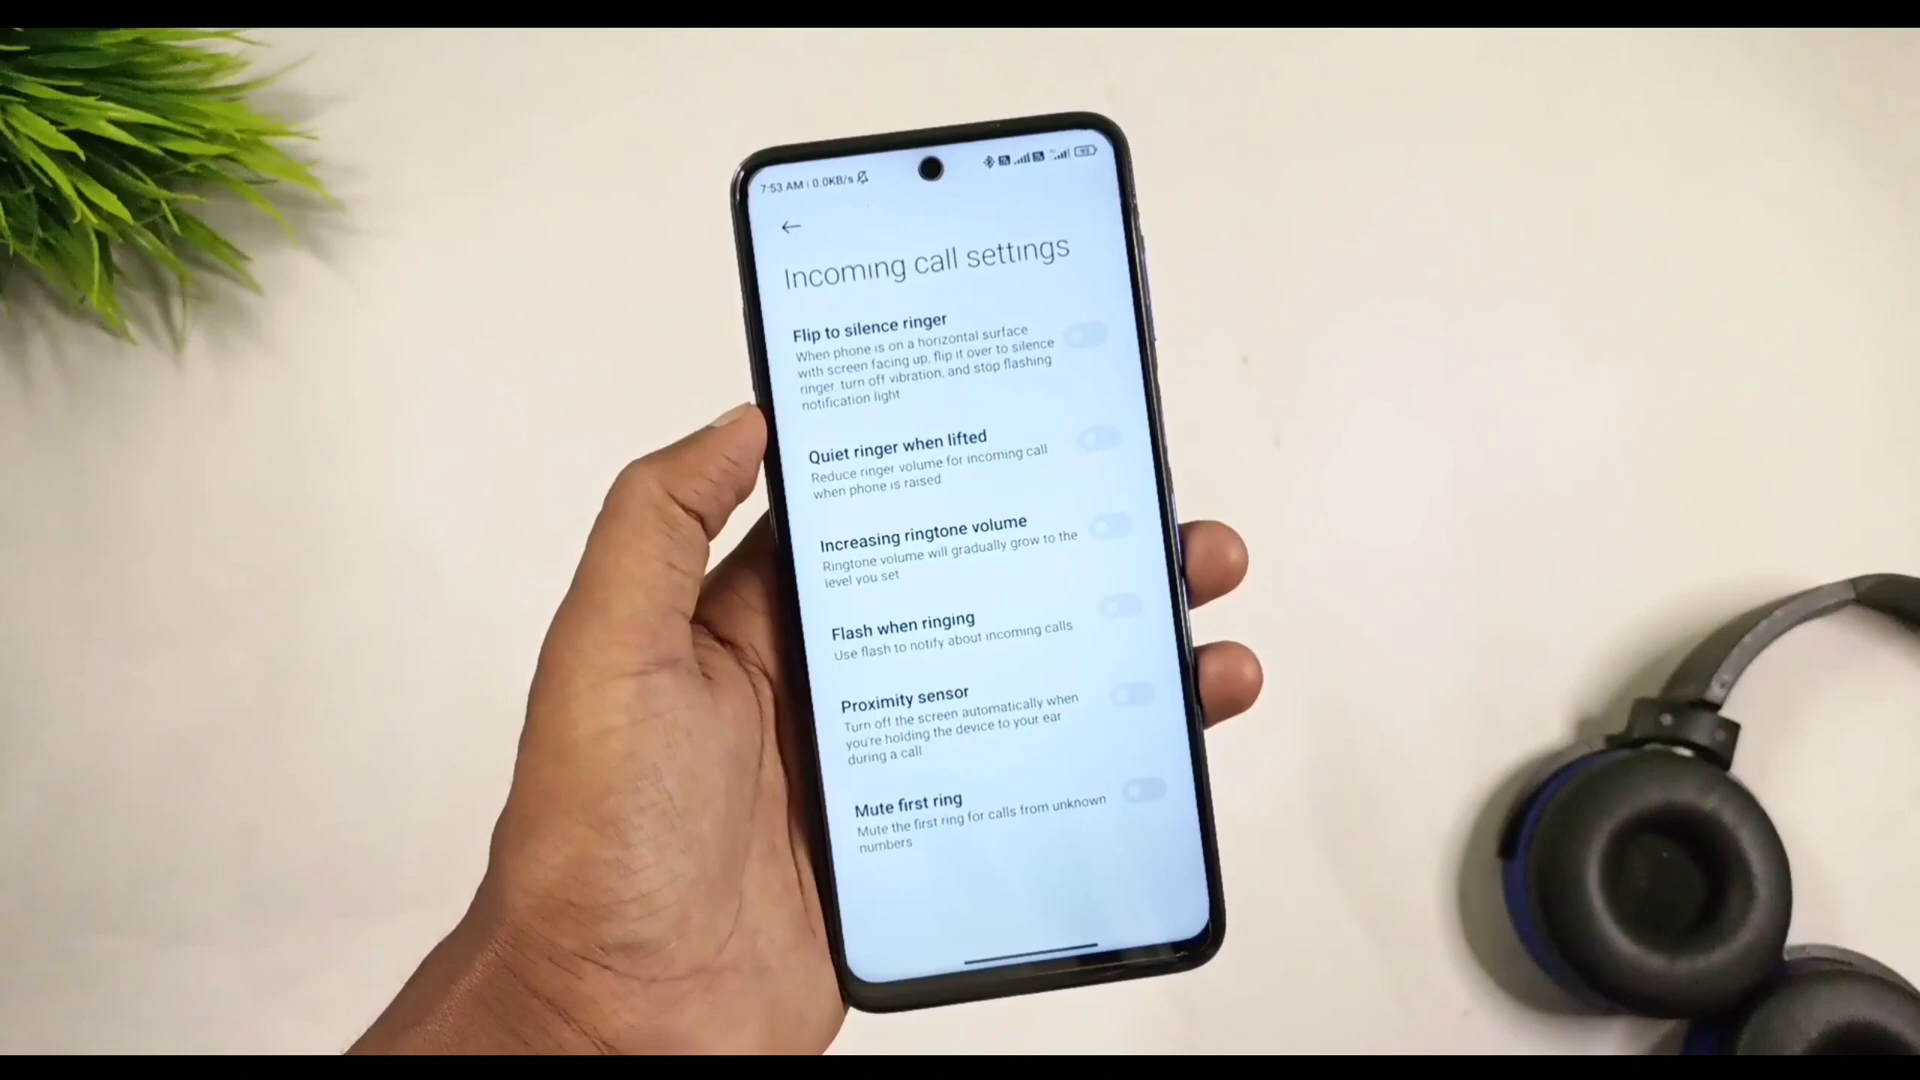 7:53 AM | 0.0KB/s
Incoming call settings
Flip to silence ringer
When phone is on a horizontal surface
with screen facing up, flip it over to silence
ringer, turn off vibration, and stop flashing
notification light
Quiet ringer when lifted
Reduce ringer volume for incoming call
when phone is raised
Increasing ringtone volume
Ringtone volume will gradually grow to the
level you set
Flash when ringing
Use flash to notify about incoming calls
Proximity sensor
Turn off the screen automatically when
you're holding the device to your ear
during a call
Mute first ring
Mute the first ring for calls from unknown
numbers